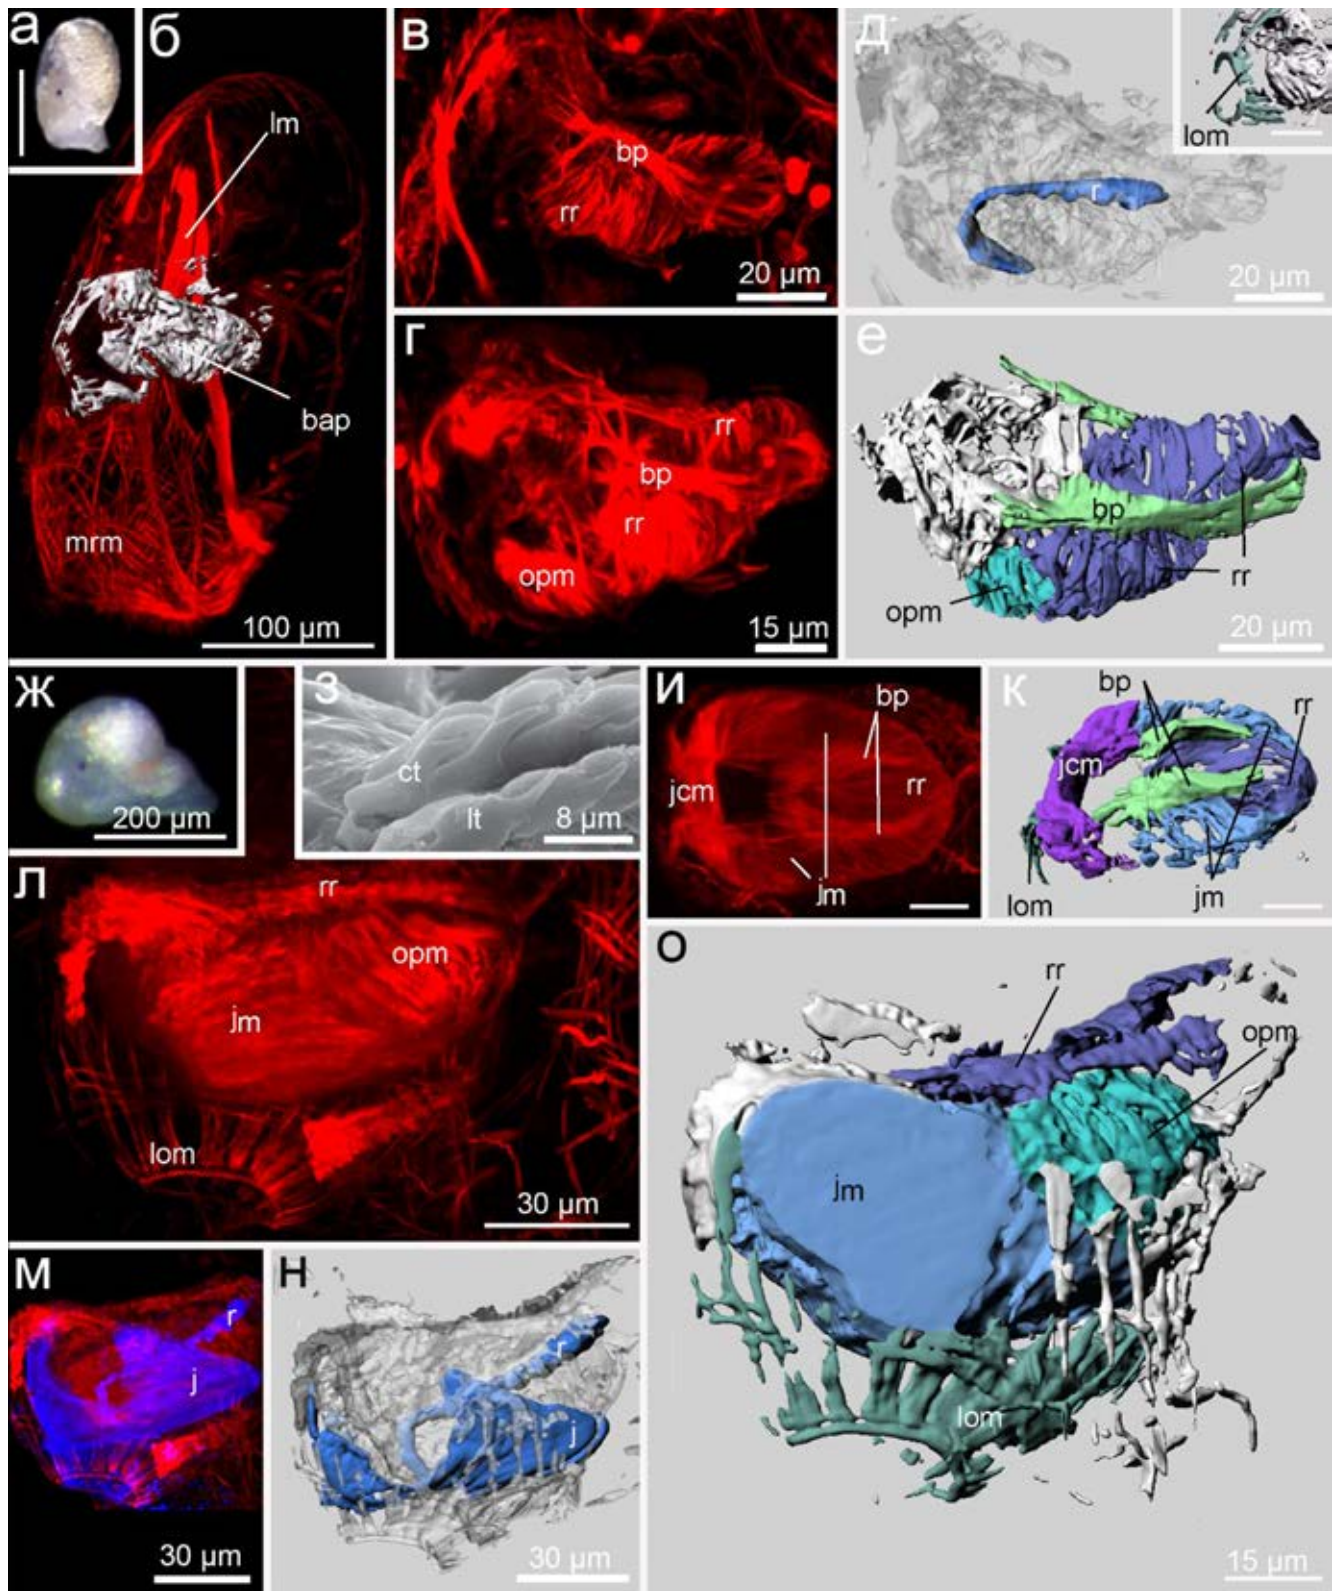 а
б
lm
bap
mrm
100 µm
в
bp
rr
20 µm
г
rr
bp
rr
opm
15 µm
д
lom
r
20 µm
е
bp
rr
opm
20 µm
ж
200 µm
з
ct
lt
8 µm
и
bp
jcm
rr
jm
к
bp
rr
jcm
lom
jm
л
rr
opm
jm
lom
30 µm
м
r
j
30 µm
н
r
j
30 µm
о
rr
opm
jm
lom
15 µm